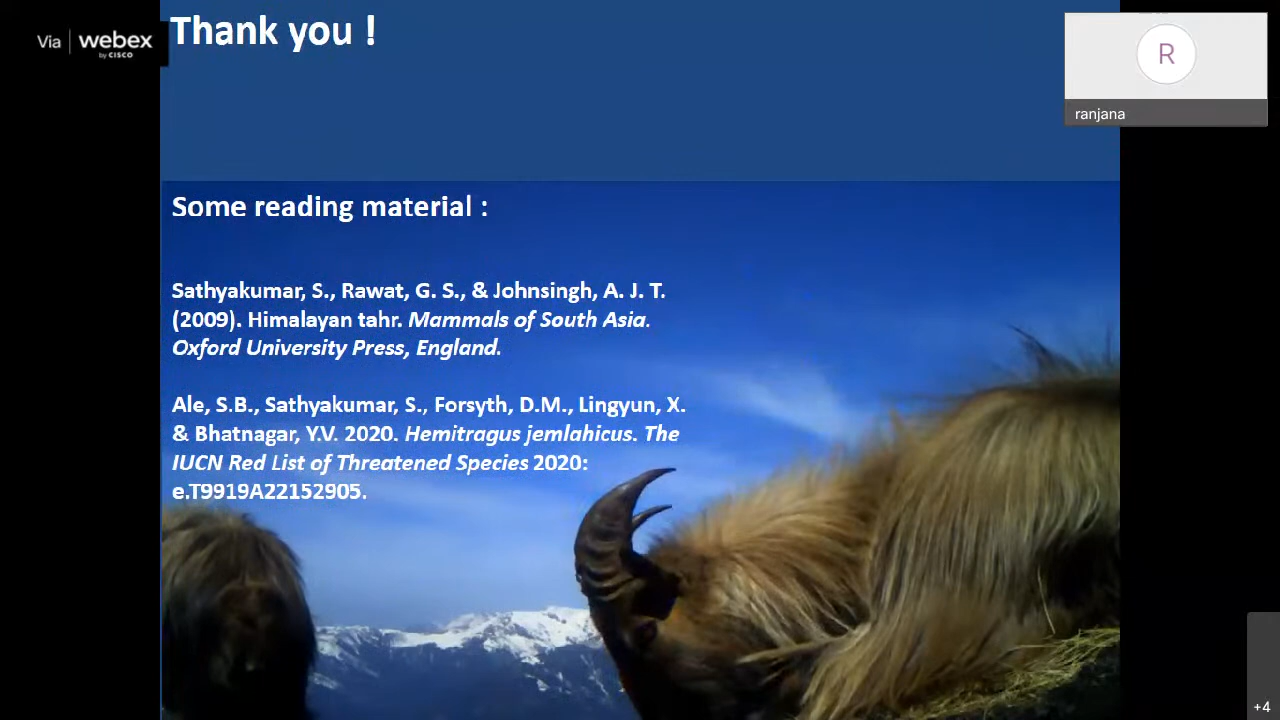 Via webex
by CISCO
Thank you !
R
ranjana
Some reading material :
Sathyakumar, S., Rawat, G. S., & Johnsingh, A. J. T.
(2009). Himalayan tahr. Mammals of South Asia.
Oxford University Press, England.
Ale, S.B., Sathyakumar, S., Forsyth, D.M., Lingyun, X.
& Bhatnagar, Y.V. 2020. Hemitragus jemlahicus. The
IUCN Red List of Threatened Species 2020:
e.T9919A22152905.
+4